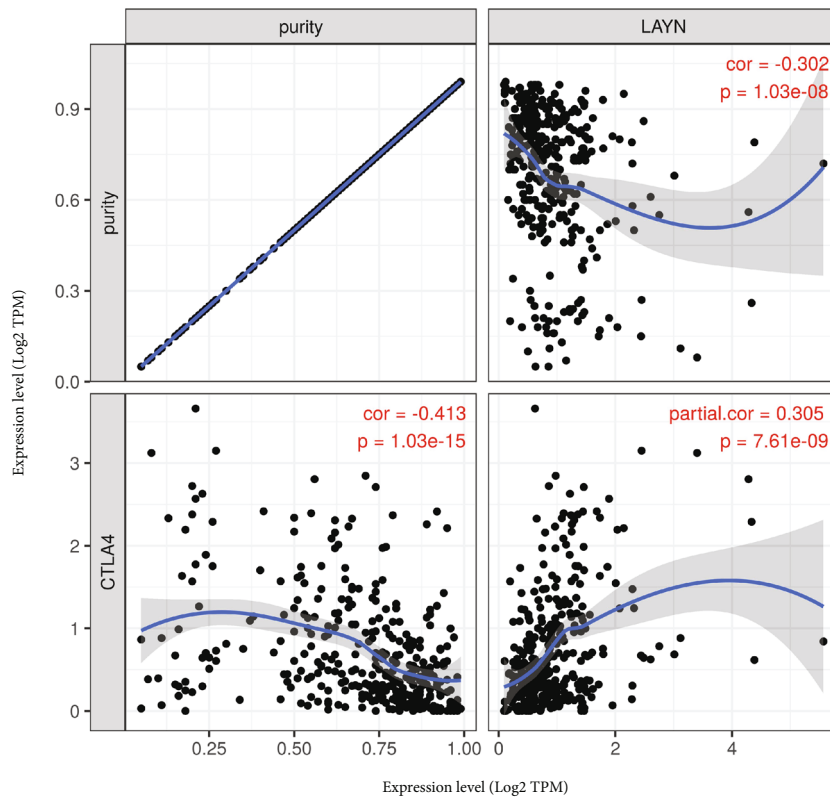 purity
LAYN
cor = -0.302
p = 1.03e-08
0.9
0.6
0.3
0.0
purity
Expression level (Log2 TPM)
cor = -0.413
p = 1.03e-15
partial.cor = 0.305
p = 7.61e-09
3
2
1
0
CTLA4
0.25
0.50
0.75
1.00
0
2
4
Expression level (Log2 TPM)